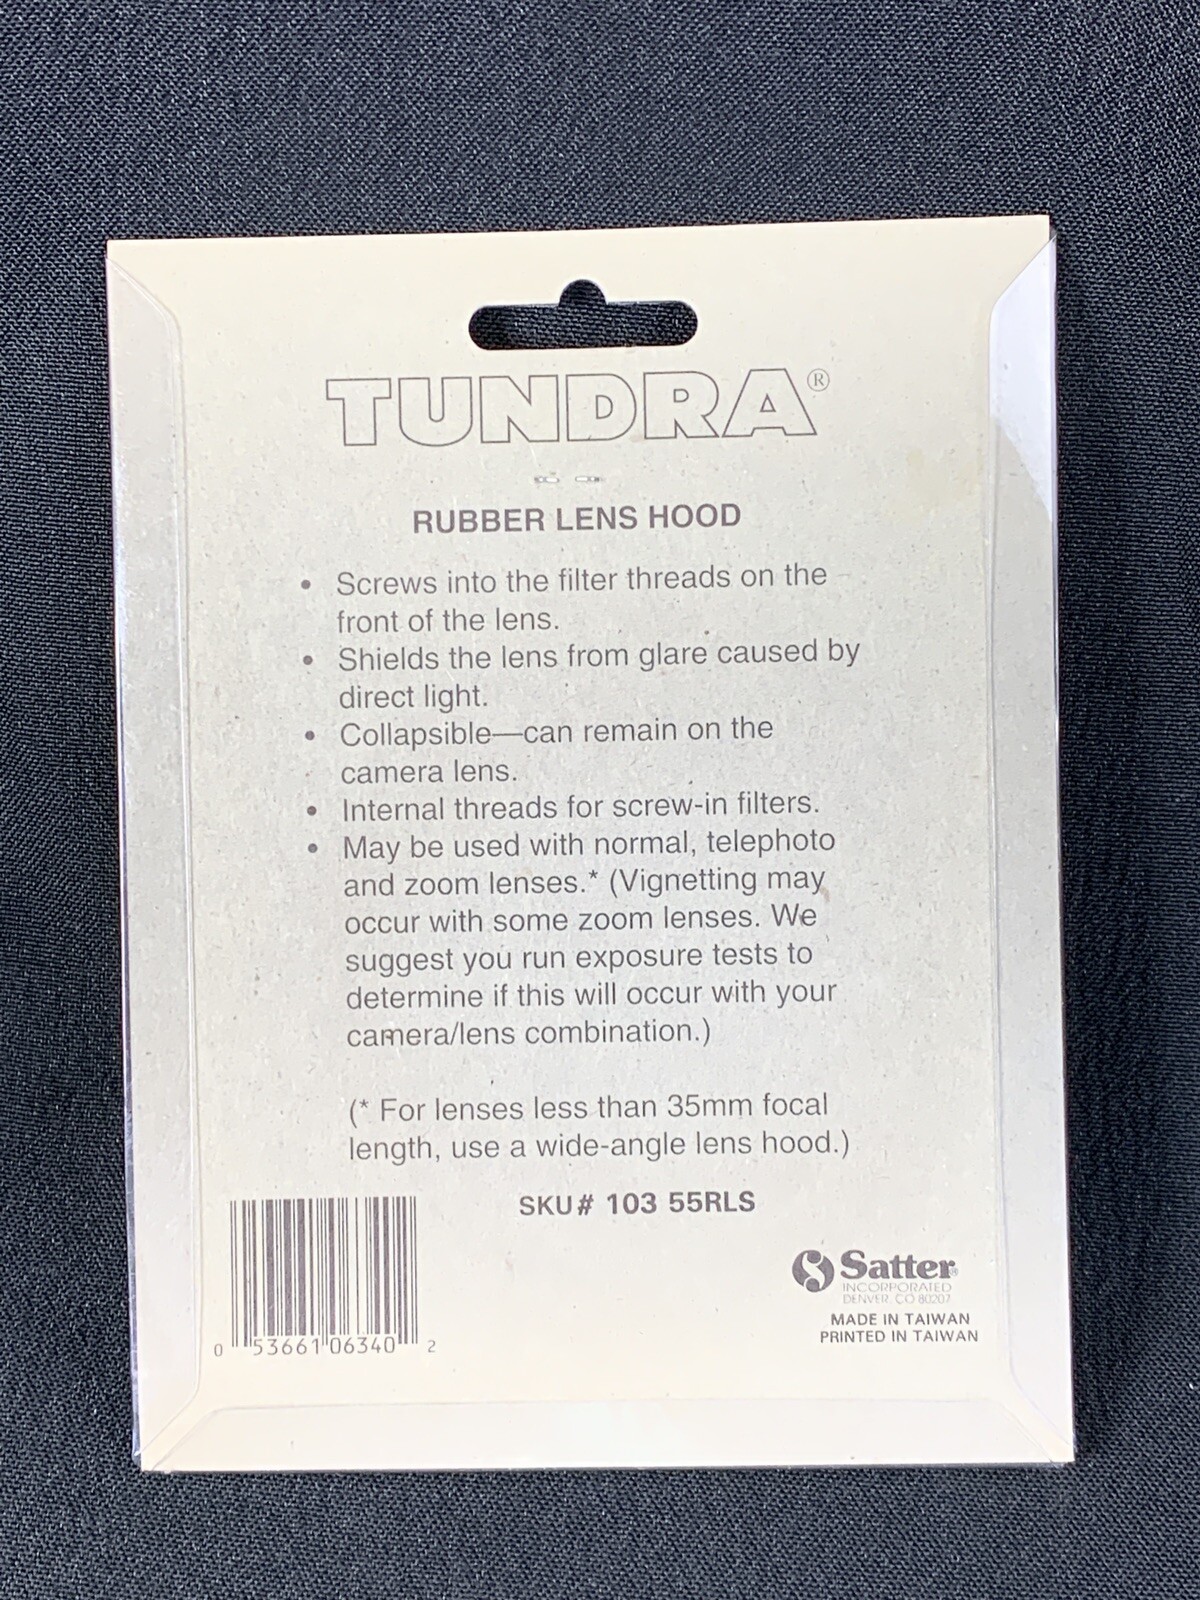 TUNDRA®
RUBBER LENS HOOD
• Screws into the filter threads on the
front of the lens.
• Shields the lens from glare caused by
direct light.
• Collapsible—can remain on the
camera lens.
• Internal threads for screw-in filters.
• May be used with normal, telephoto
and zoom lenses.* (Vignetting may
occur with some zoom lenses. We
suggest you run exposure tests to
determine if this will occur with your
camera/lens combination.)
(* For lenses less than 35mm focal
length, use a wide-angle lens hood.)
SKU# 103 55RLS
0 53661 06340 2
Satter®
INCORPORATED
DENVER, CO 80207
MADE IN TAIWAN
PRINTED IN TAIWAN